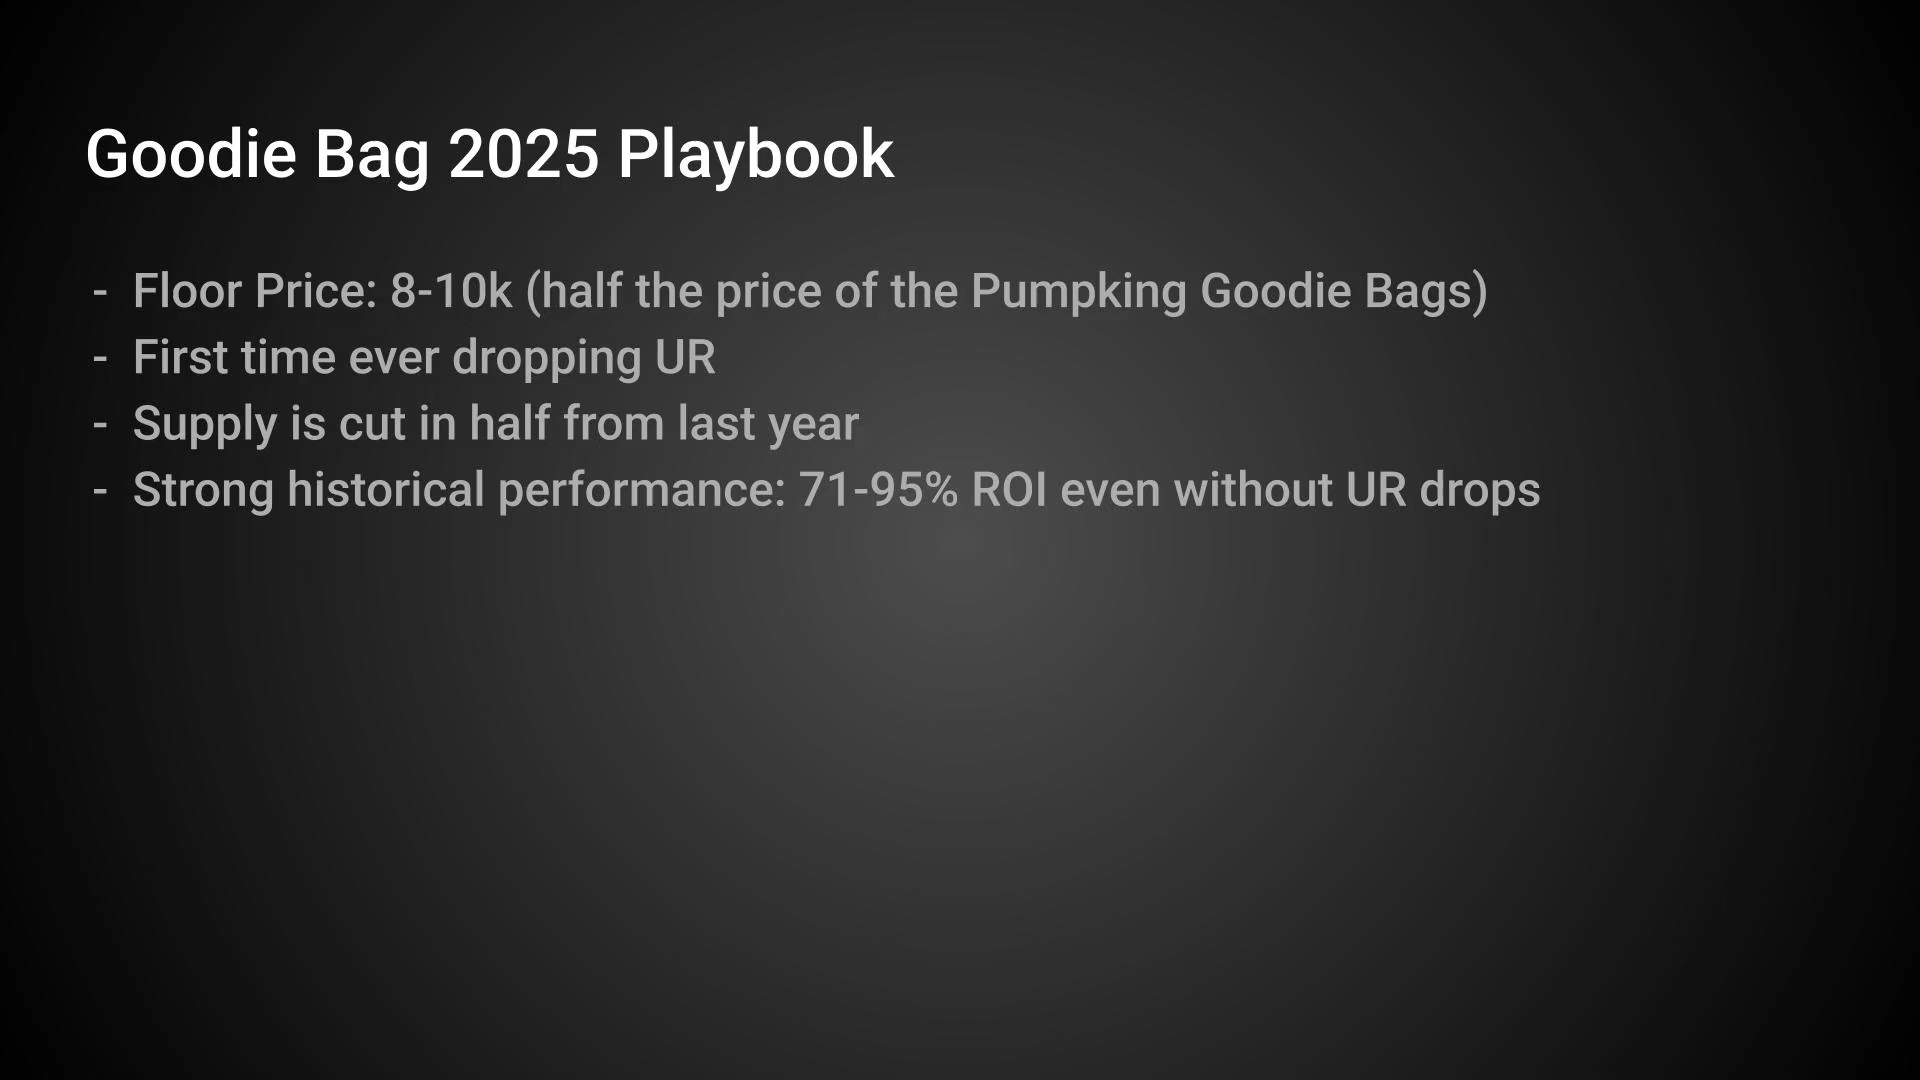 Goodie Bag 2025 Playbook
- Floor Price: 8-10k (half the price of the Pumpking Goodie Bags)
- First time ever dropping UR
- Supply is cut in half from last year
- Strong historical performance: 71-95% ROI even without UR drops